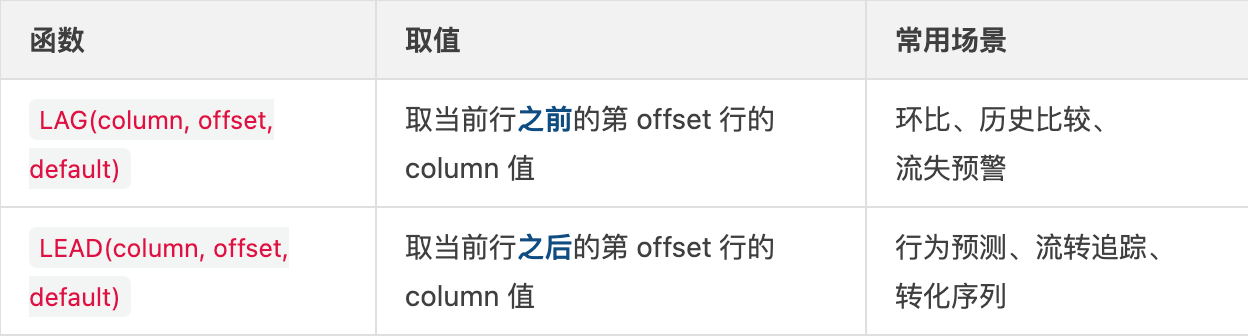 函数
取值
常用场景
LAG(column, offset,
default)
取当前行之前的第 offset 行的
column 值
环比、历史比较、
流失预警
LEAD(column, offset,
default)
取当前行之后的第 offset 行的
column 值
行为预测、流转追踪、
转化序列